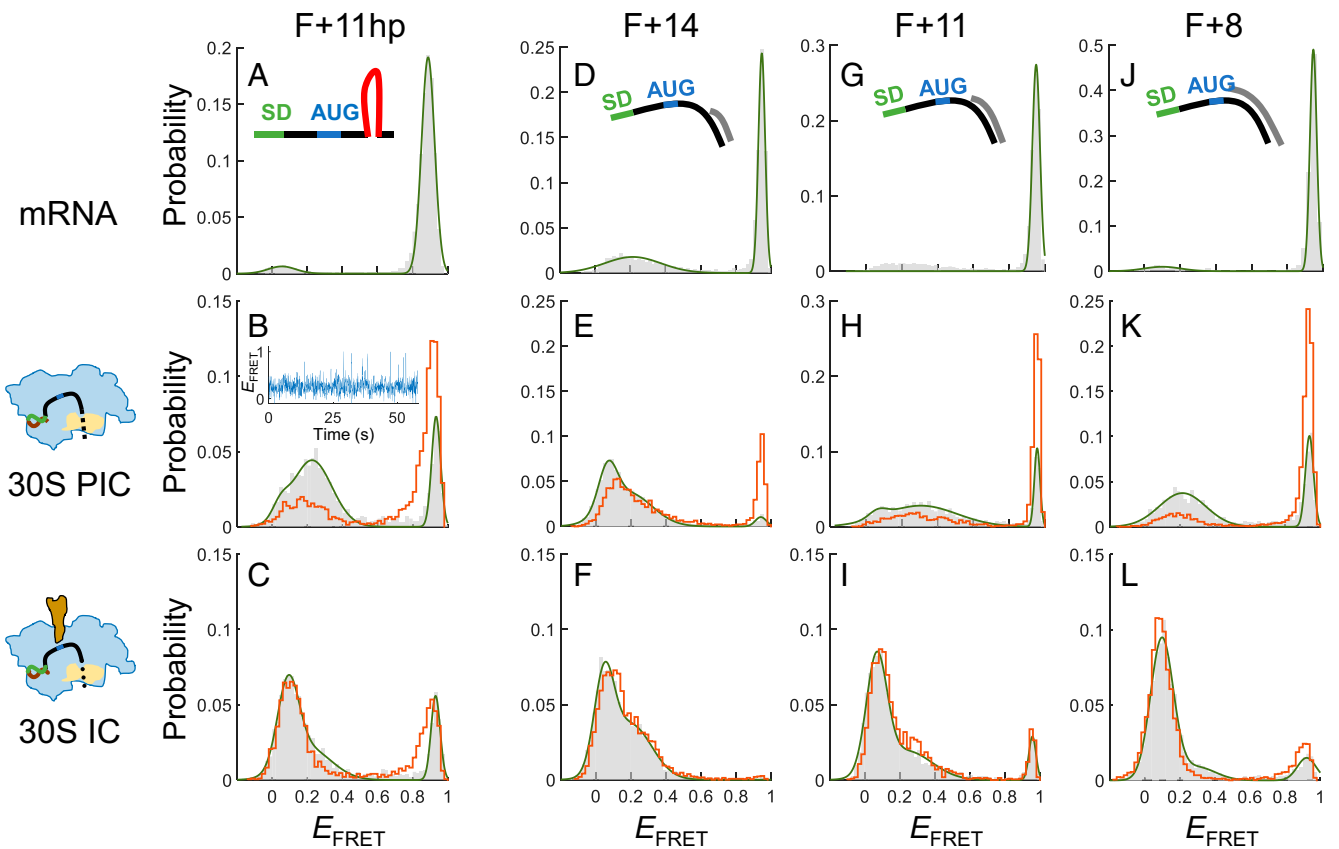 F+11hp F+14 F+11 F+8
mRNA
Probability
A
SD AUG
0.2
0.15
0.1
0.05
0
D
SD AUG
0.25
0.2
0.15
0.1
0.05
0
G
SD AUG
0.3
0.2
0.1
0
J
SD AUG
0.5
0.4
0.3
0.2
0.1
0
30S PIC
Probability
B
0.15
0.1
0.05
0
E_FRET
1
0
0 25 50
Time (s)
E
0.25
0.2
0.15
0.1
0.05
0
H
0.3
0.2
0.1
0
K
0.25
0.2
0.15
0.1
0.05
0
30S IC
Probability
C
0.15
0.1
0.05
0
0 0.2 0.4 0.6 0.8 1
E_FRET
F
0.15
0.1
0.05
0
0 0.2 0.4 0.6 0.8 1
E_FRET
I
0.15
0.1
0.05
0
0 0.2 0.4 0.6 0.8 1
E_FRET
L
0.15
0.1
0.05
0
0 0.2 0.4 0.6 0.8 1
E_FRET